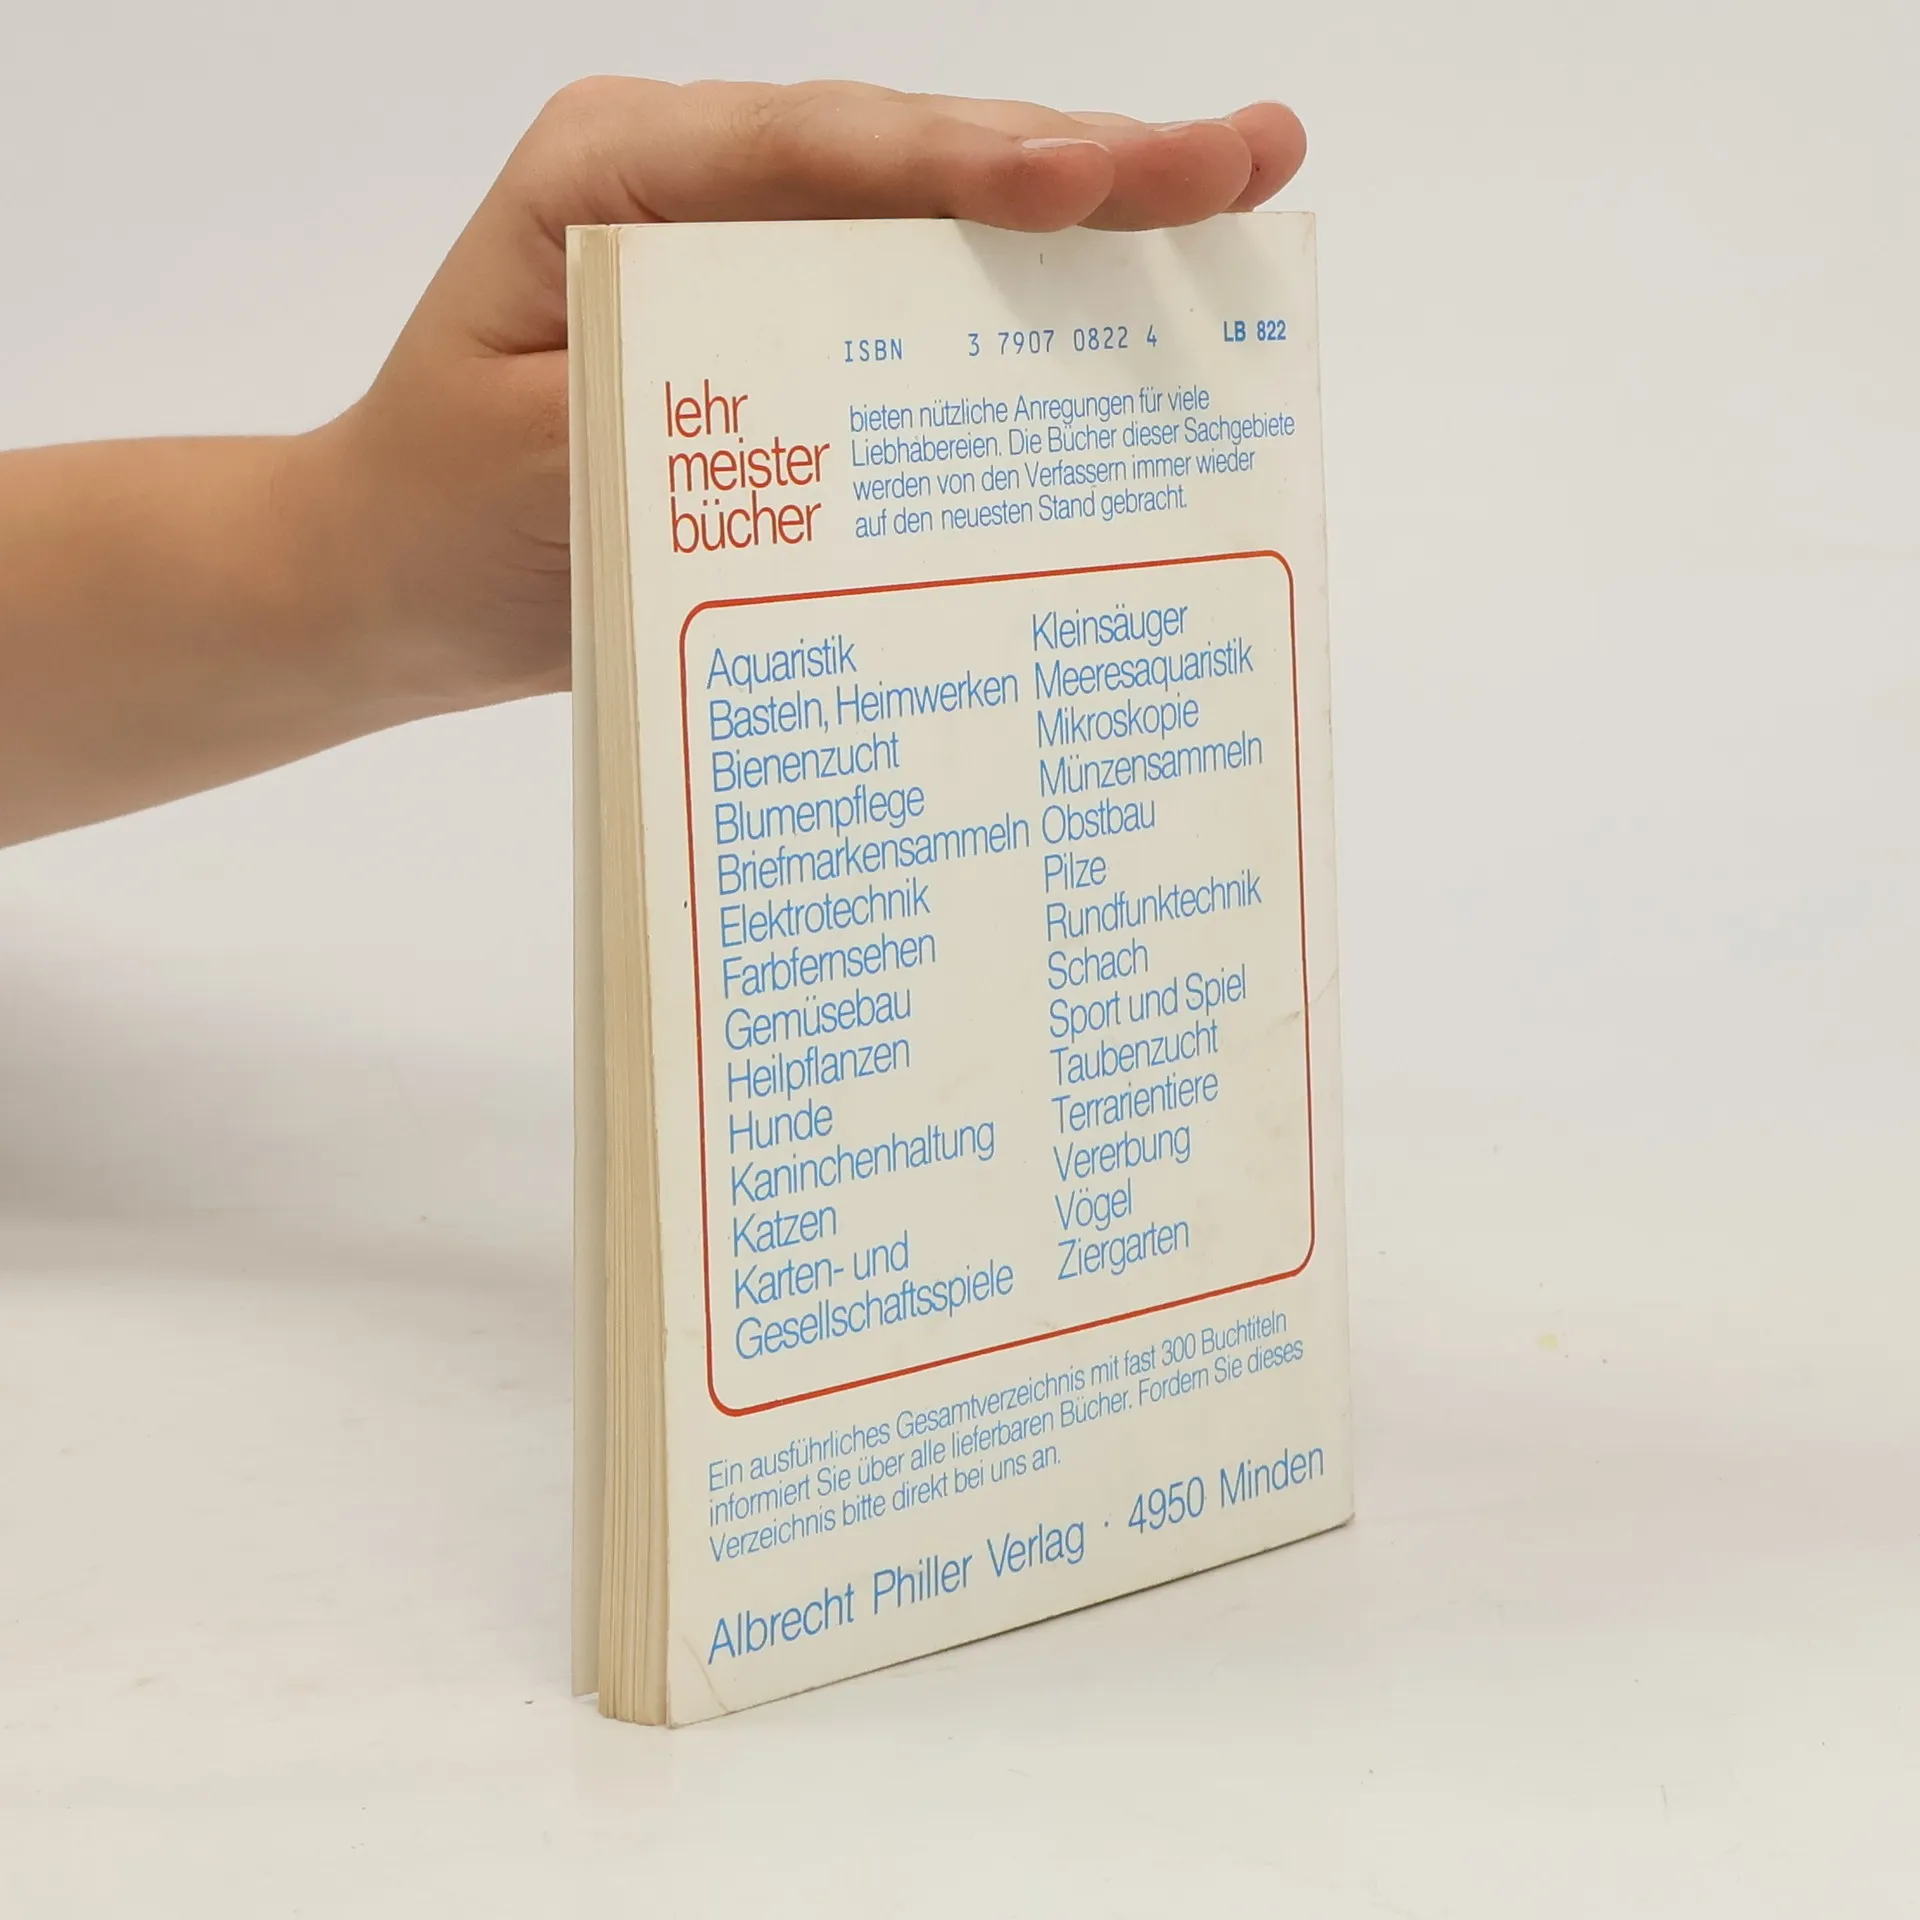 ISBN 3 7907 0822 4 LB 822
lehr
meister
bücher
bieten nützliche Anregungen für viele
Liebhabereien. Die Bücher dieser Sachgebiete
werden von den Verfassern immer wieder
auf den neuesten Stand gebracht.
Aquaristik
Basteln, Heimwerken
Bienenzucht
Blumenpflege
Briefmarkensammeln
Elektrotechnik
Farbfernsehen
Gemüsebau
Heilpflanzen
Hunde
Kaninchenhaltung
Katzen
Karten- und
Gesellschaftsspiele
Kleinsäuger
Meeresaquaristik
Mikroskopie
Münzensammeln
Obstbau
Pilze
Rundfunktechnik
Schach
Sport und Spiel
Taubenzucht
Terrarientiere
Vererbung
Vögel
Ziergarten
Ein ausführliches Gesamtverzeichnis mit fast 300 Buchtiteln
informiert Sie über alle lieferbaren Bücher. Fordern Sie dieses
Verzeichnis bitte direkt bei uns an.
Albrecht Philler Verlag · 4950 Minden